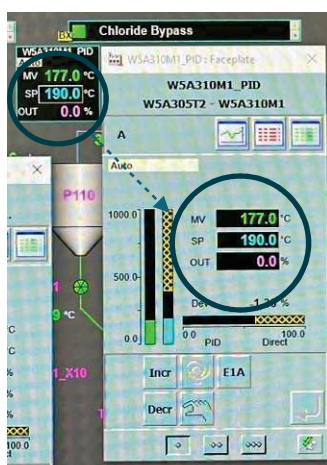 Chloride Bypass
W5A310M1_PID
Auto
MV 177.0 °C
SP 190.0 °C
OUT 0.0 %
W5A310M1_PID : Faceplate
W5A310M1_PID
W5A305T2 - W5A310M1
A
Auto
1000.0
500.0
0.0
MV 177.0 °C
SP 190.0 °C
OUT 0.0 %
0.0 100.0
PID Direct
Incr E1A
Decr
P110
°C
_X10
100.0